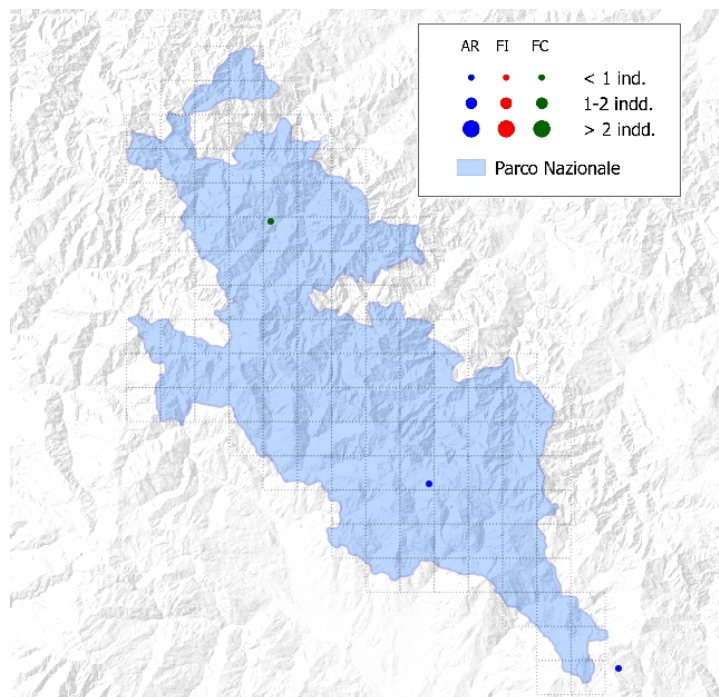 AR FI FC
< 1 ind.
1-2 indd.
> 2 indd.
Parco Nazionale